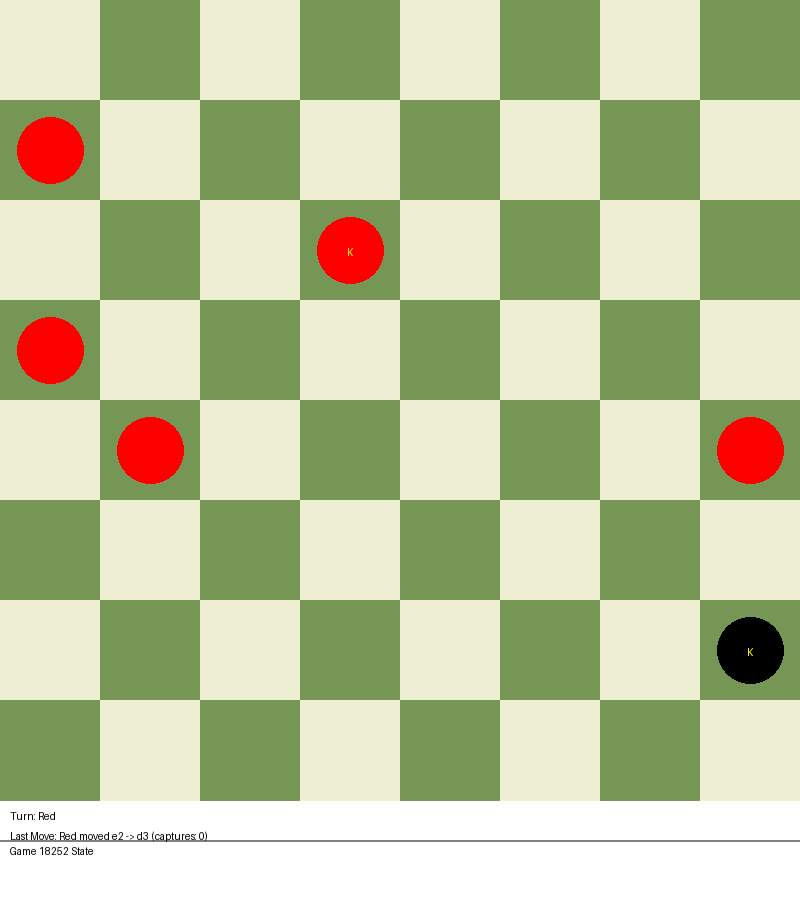 K
K
Turn: Red
Last Move: Red moved e2 -> d3 (captures: 0)
Game 18252 State